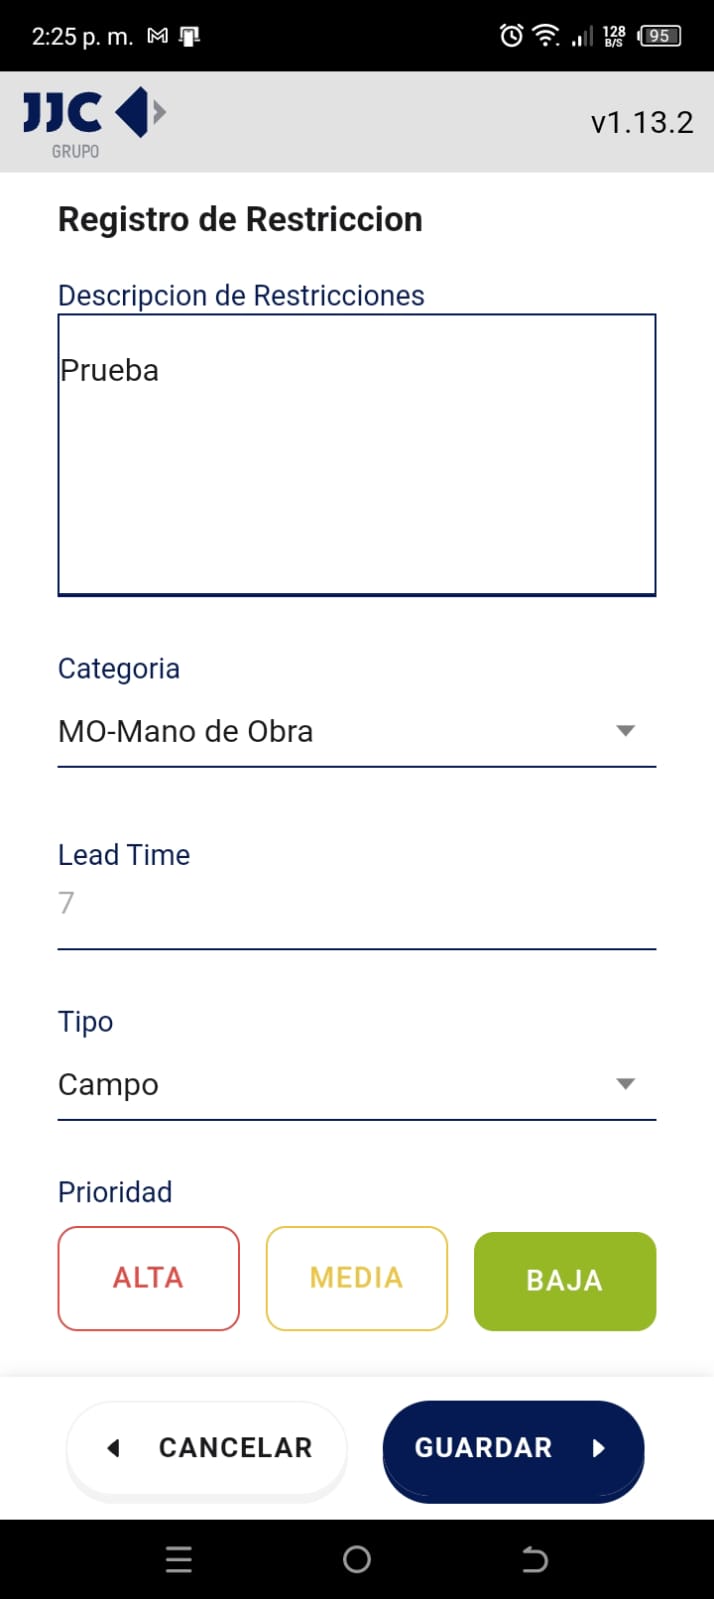 2:25 p. m.
128
B/S
95
JJC
GRUPO
v1.13.2
Registro de Restriccion
Descripcion de Restricciones
Prueba
Categoria
MO-Mano de Obra
Lead Time
7
Tipo
Campo
Prioridad
ALTA MEDIA BAJA
CANCELAR GUARDAR